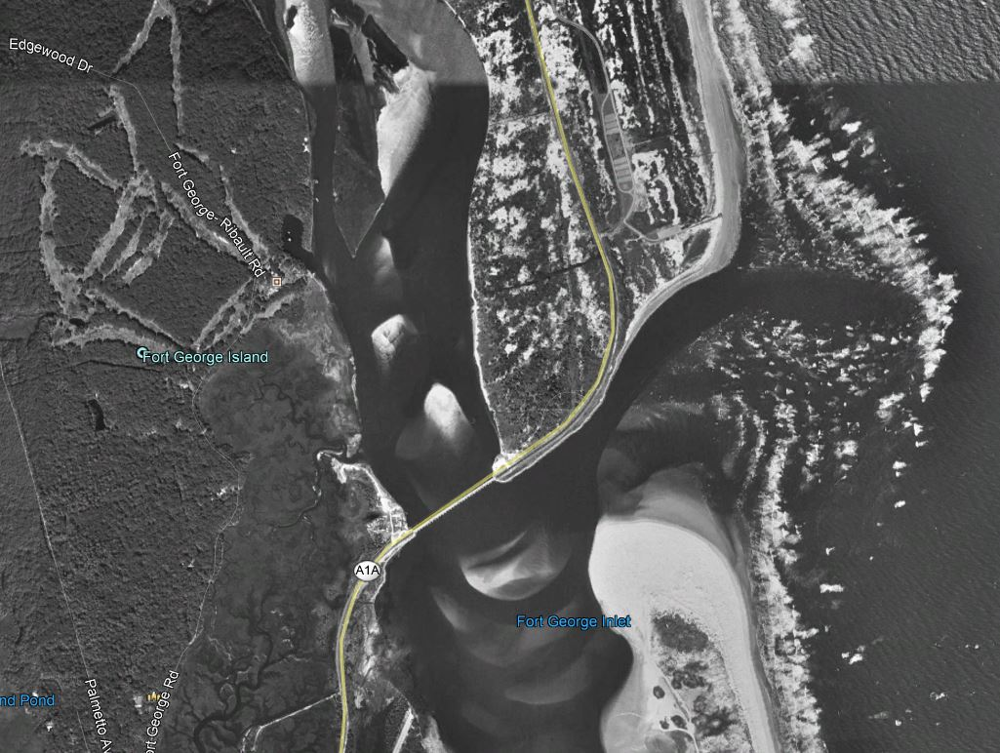 Edgewood Dr
Fort George- Ribault Rd
Fort George Island
A1A
Fort George Inlet
nd Pond
Palmetto Av
ort George Rd